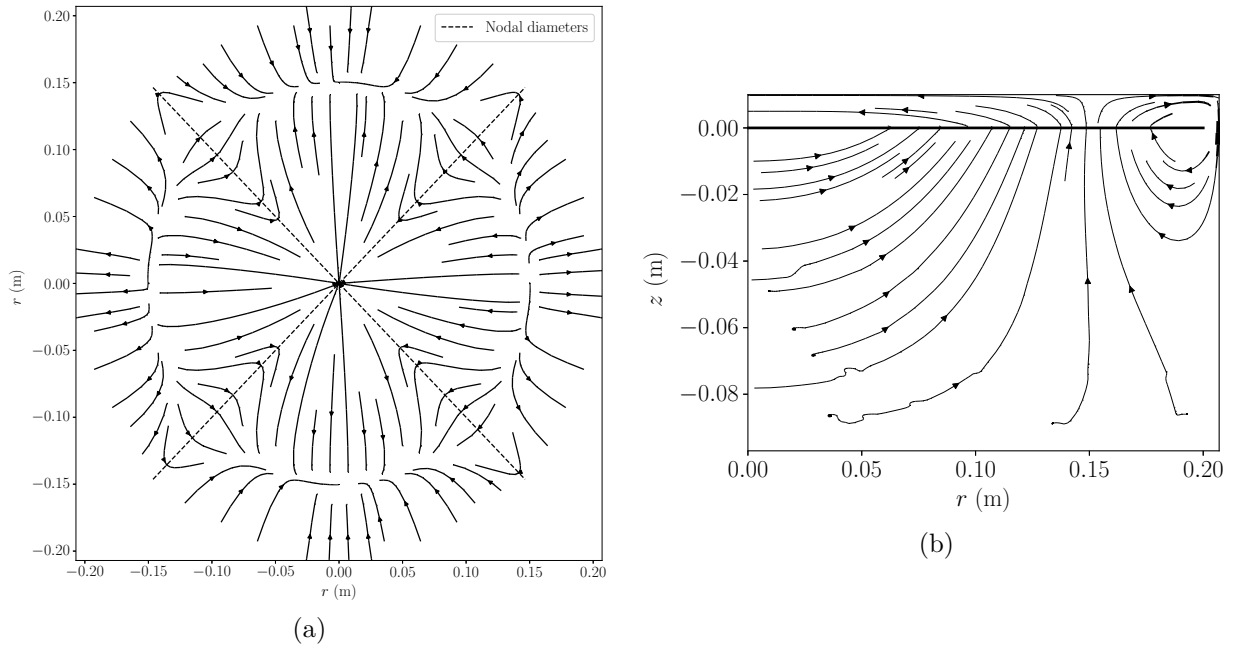 0.20
0.15
0.10
0.05
0.00
−0.05
−0.10
−0.15
−0.20
r (m)
Nodal diameters
−0.20 −0.15 −0.10 −0.05 0.00 0.05 0.10 0.15 0.20
r (m)
(a)
0.00
−0.02
−0.04
−0.06
−0.08
z (m)
0.00 0.05 0.10 0.15 0.20
r (m)
(b)